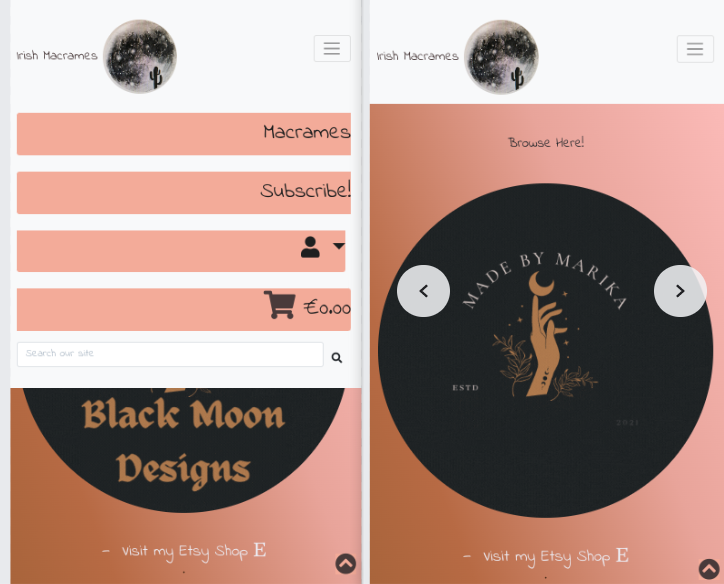 Irish Macrames
Macrames
Subscribe!
€0.00
Search our site
Black Moon
Designs
– Visit my Etsy Shop E
Irish Macrames
Browse Here!
MADE BY MARIKA
ESTD
2021
– Visit my Etsy Shop E